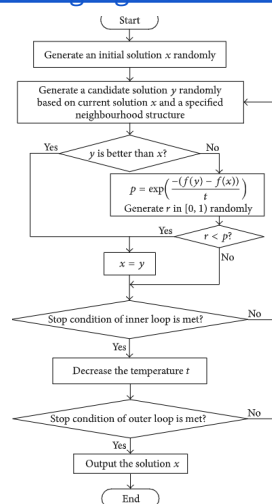 Start
Generate an initial solution x randomly
Generate a candidate solution y randomly
based on current solution x and a specified
neighbourhood structure
Yes
y is better than x?
No
p = exp(−(f(y) − f(x))/t)
Generate r in [0, 1) randomly
Yes
r < p?
x = y
No
Stop condition of inner loop is met?
No
Yes
Decrease the temperature t
Stop condition of outer loop is met?
No
Yes
Output the solution x
End